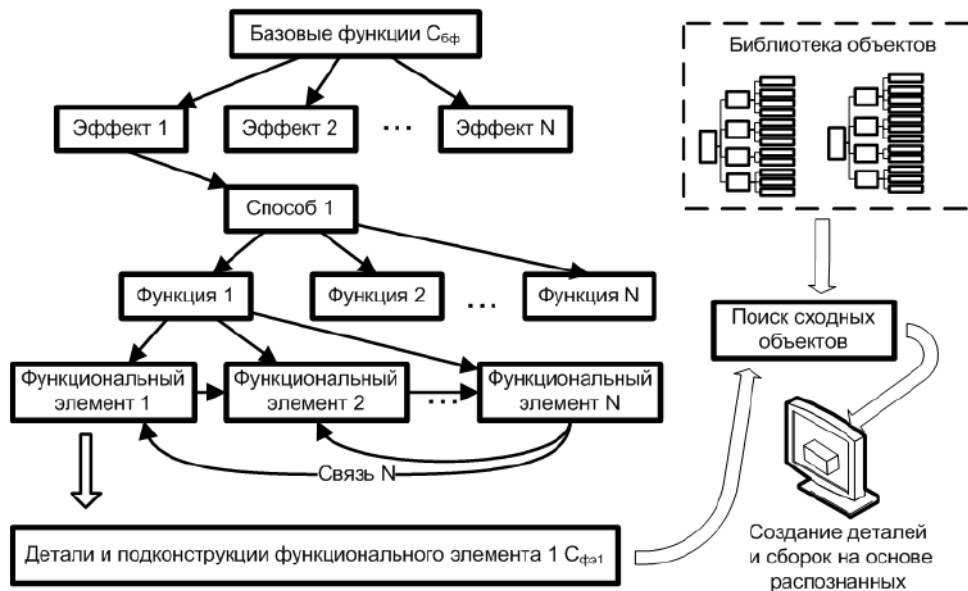 Базовые функции Сбф
Эффект 1
Эффект 2
...
Эффект N
Способ 1
Функция 1
Функция 2
...
Функция N
Функциональный
элемент 1
Функциональный
элемент 2
...
Функциональный
элемент N
Связь N
Детали и подконструкции функционального элемента 1 Сфэ1
Библиотека объектов
Поиск сходных
объектов
Создание деталей
и сборок на основе
распознанных